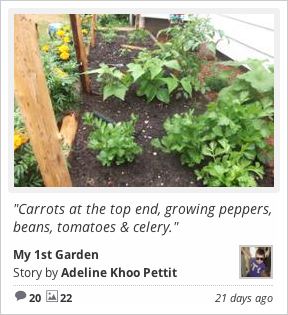 "Carrots at the top end, growing peppers,
beans, tomatoes & celery."
My 1st Garden
Story by Adeline Khoo Pettit
20 22 21 days ago